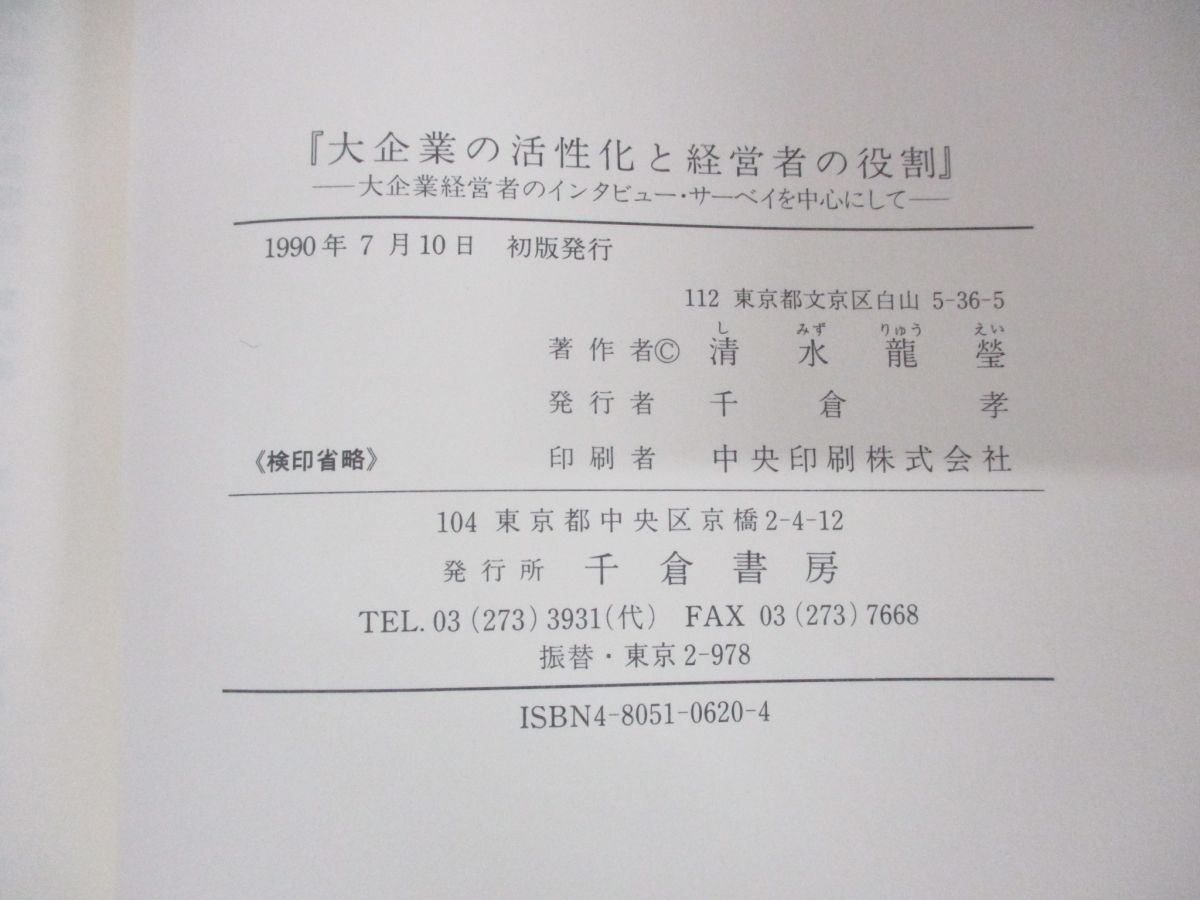 『大企業の活性化と経営者の役割』
──大企業経営者のインタビュー・サーベイを中心にして──
1990年 7 月10日 初版発行
112 東京都文京区白山 5-36-5
し みず りゅう えい
著作者© 清水龍瑩
発行者 千倉孝
《検印省略》 印刷者 中央印刷株式会社
104 東京都中央区京橋2-4-12
発行所 千倉書房
TEL. 03 (273) 3931(代) FAX 03 (273) 7668
振替・東京2-978
ISBN4-8051-0620-4